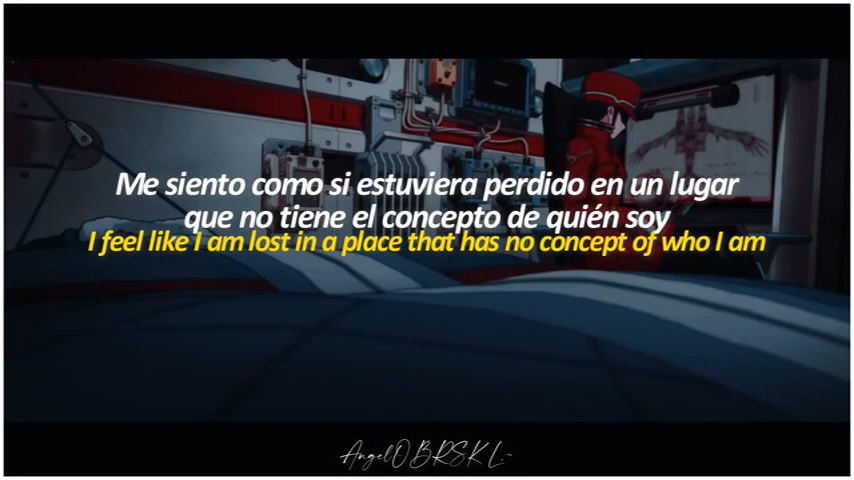 Me siento como si estuviera perdido en un lugar
que no tiene el concepto de quién soy
I feel like I am lost in a place that has no concept of who I am
AngelOBRSKL.-